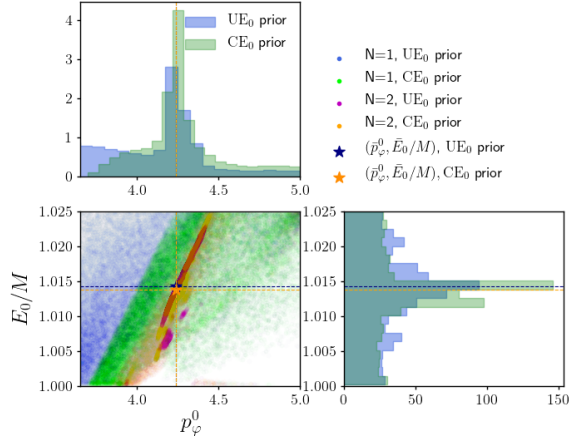 4
3
2
1
0
4.0 4.5 5.0
UE₀ prior
CE₀ prior
N=1, UE₀ prior
N=1, CE₀ prior
N=2, UE₀ prior
N=2, CE₀ prior
(p̄⁰_φ, Ē₀/M), UE₀ prior
(p̄⁰_φ, Ē₀/M), CE₀ prior
E₀/M
1.025
1.020
1.015
1.010
1.005
1.000
4.0 4.5 5.0
p⁰_φ
1.025
1.020
1.015
1.010
1.005
1.000
0 50 100 150